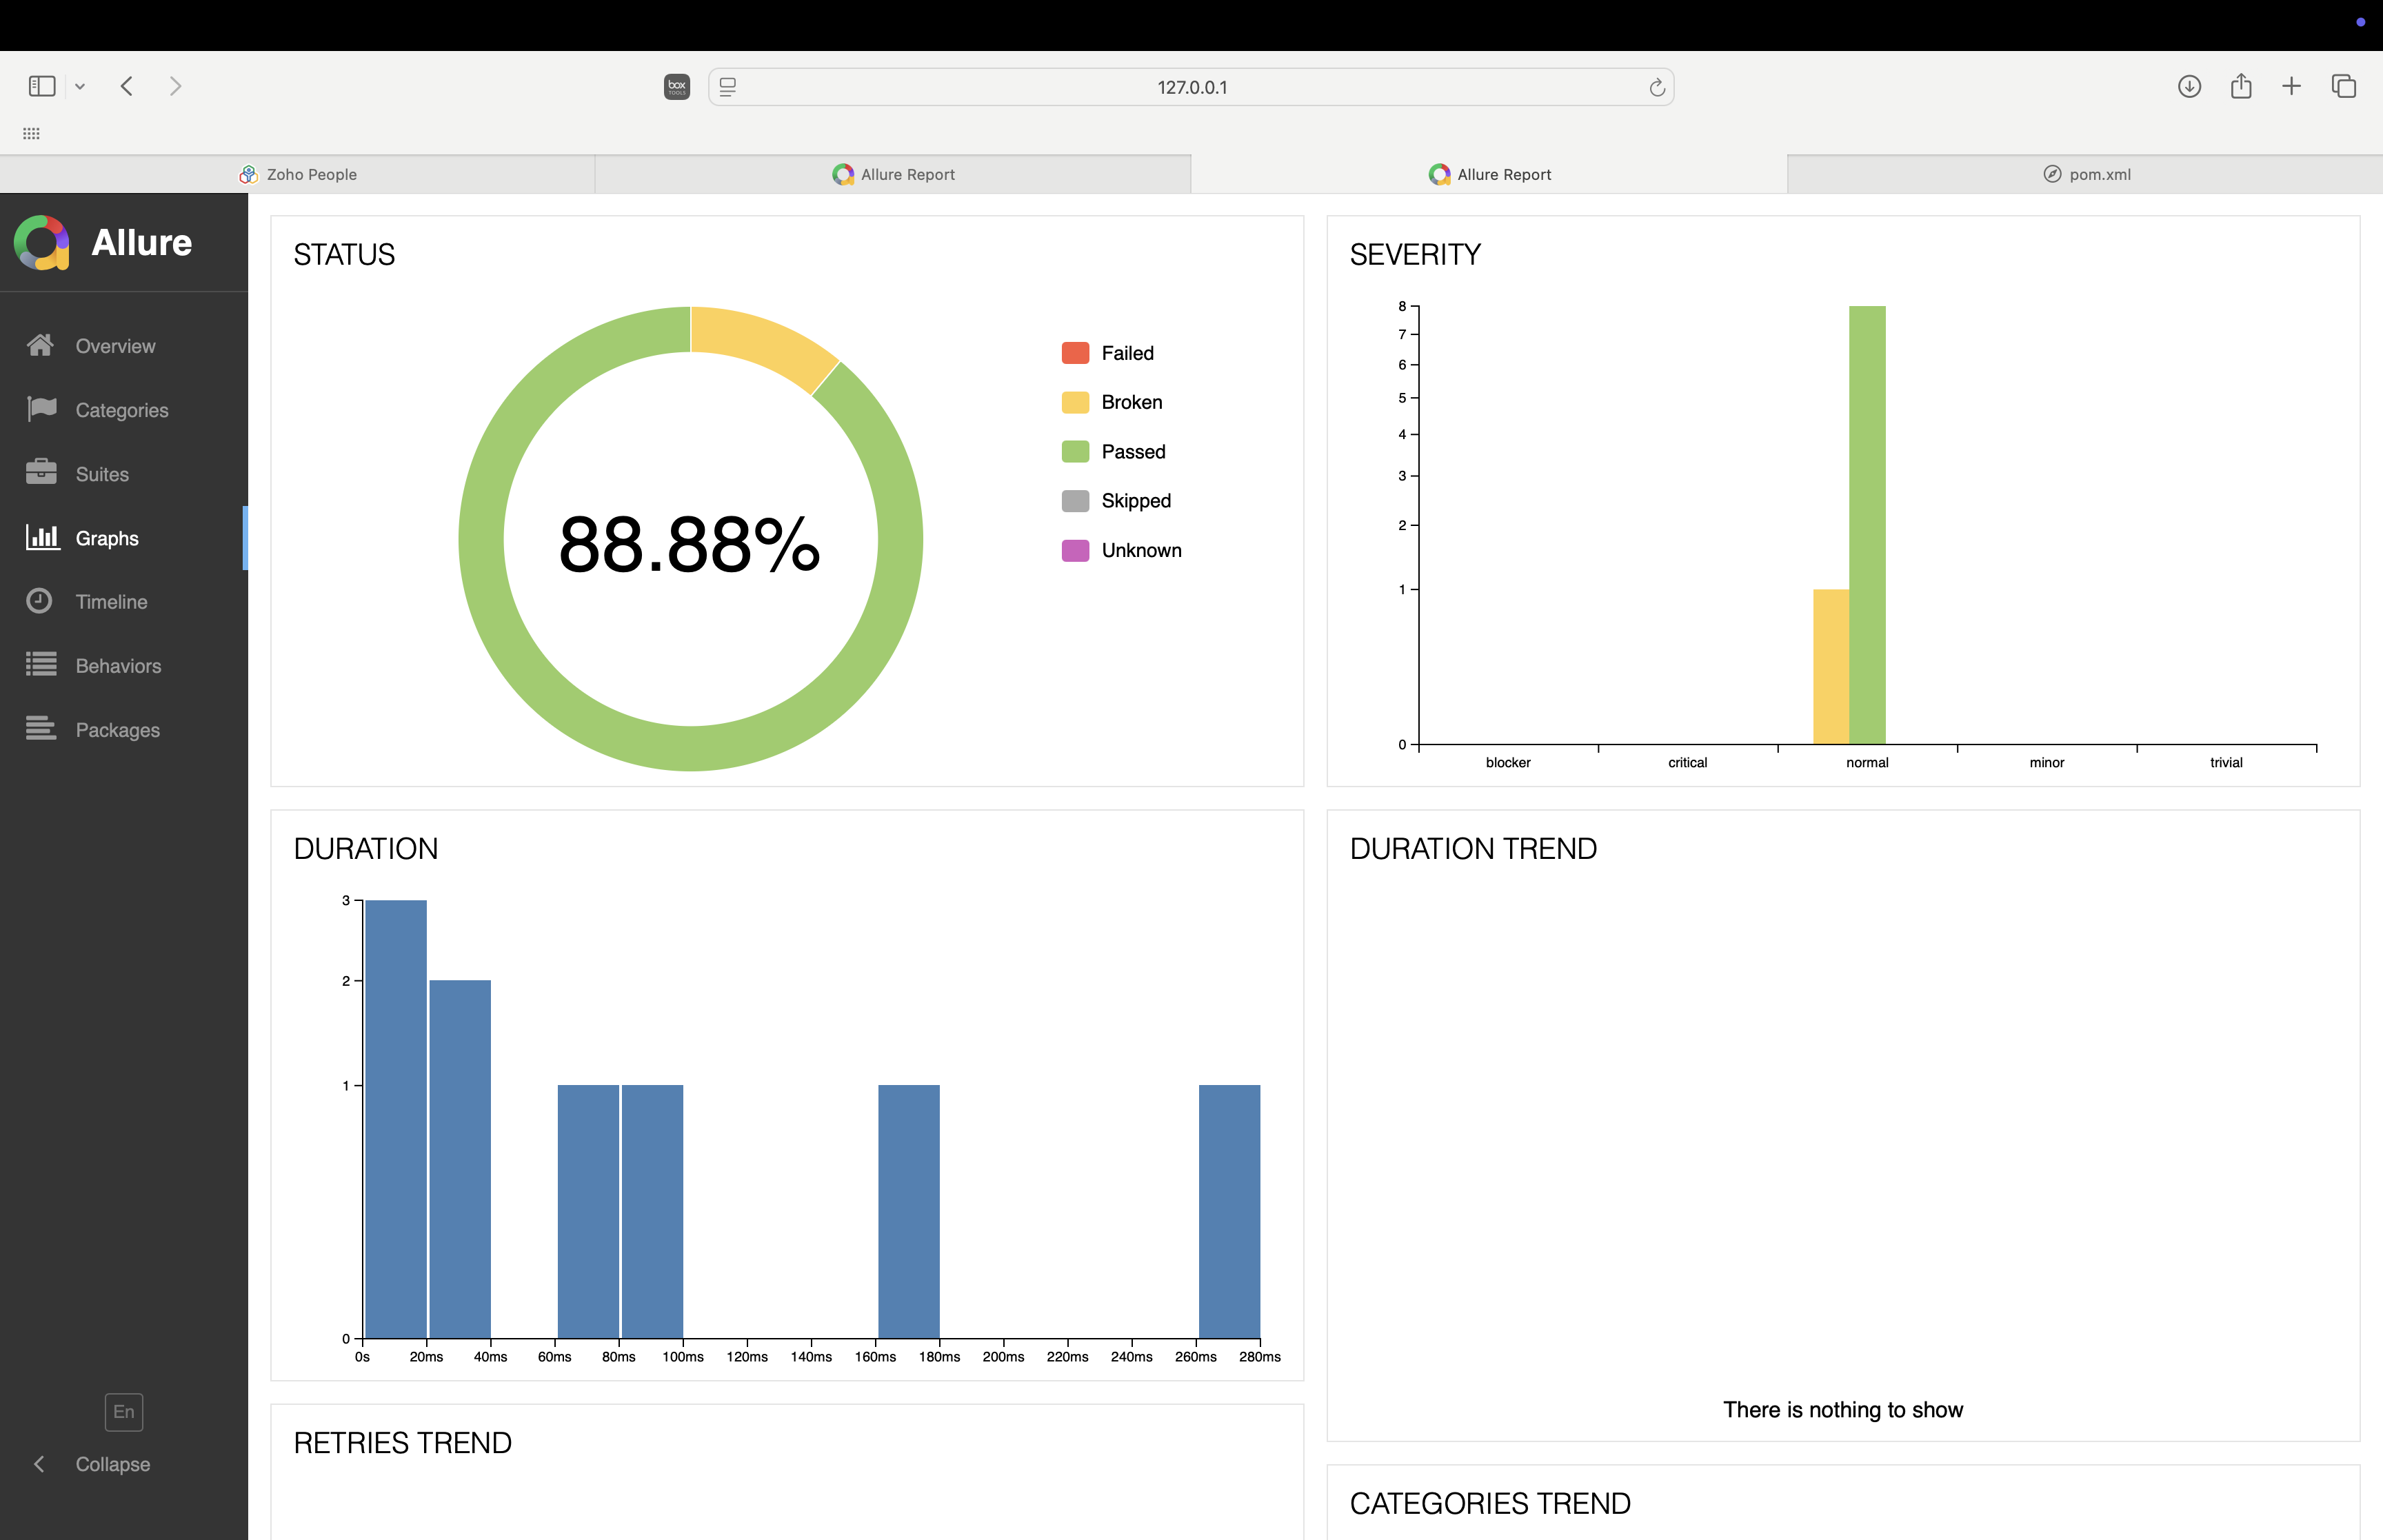 box
TOOLS
127.0.0.1
Zoho People
Allure Report
Allure Report
pom.xml
Allure
Overview
Categories
Suites
Graphs
Timeline
Behaviors
Packages
En
Collapse
STATUS
88.88%
Failed
Broken
Passed
Skipped
Unknown
SEVERITY
8
7
6
5
4
3
2
1
0
blocker critical normal minor trivial
DURATION
3
2
1
0
0s 20ms 40ms 60ms 80ms 100ms 120ms 140ms 160ms 180ms 200ms 220ms 240ms 260ms 280ms
DURATION TREND
There is nothing to show
RETRIES TREND
CATEGORIES TREND